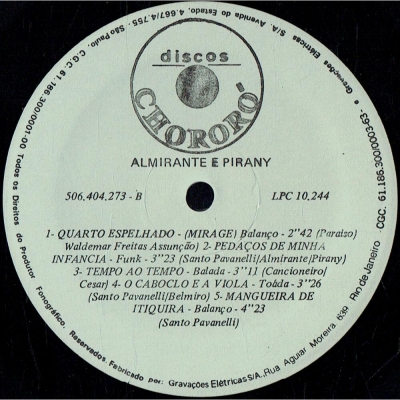 discos
CHORORÓ
ALMIRANTE E PIRANY
506,404,273 - B LPC 10,244
1- QUARTO ESPELHADO - (MIRAGE) Balanço - 2"42 (Paraízo)
Waldemar Freitas Assunção) 2- PEDAÇOS DE MINHA
INFANCIA - Funk - 3"23 (Santo Pavanelli/Almirante/Pirany)
3- TEMPO AO TEMPO - Balada - 3"11 (Cancioneiro/
Cesar) 4- O CABOCLO E A VIOLA - Toáda - 3"26
(Santo Pavanelli/Belmiro) 5- MANGUEIRA DE
ITIQUIRA - Balanço - 4"23
(Santo Pavanelli)
Todos os Direitos do Produtor Fonográfico. Reservados. Fabricado por: Gravações Elétricas S/A., Rua Aguiar Moreira, 639 Rio de Janeiro CGC. 61.186.300/0003-63- e Gravações Elétricas S/A. Avenida do Estado, 4.667/4.755 - São Paulo. C.G.C. 61.186.300/0001-00